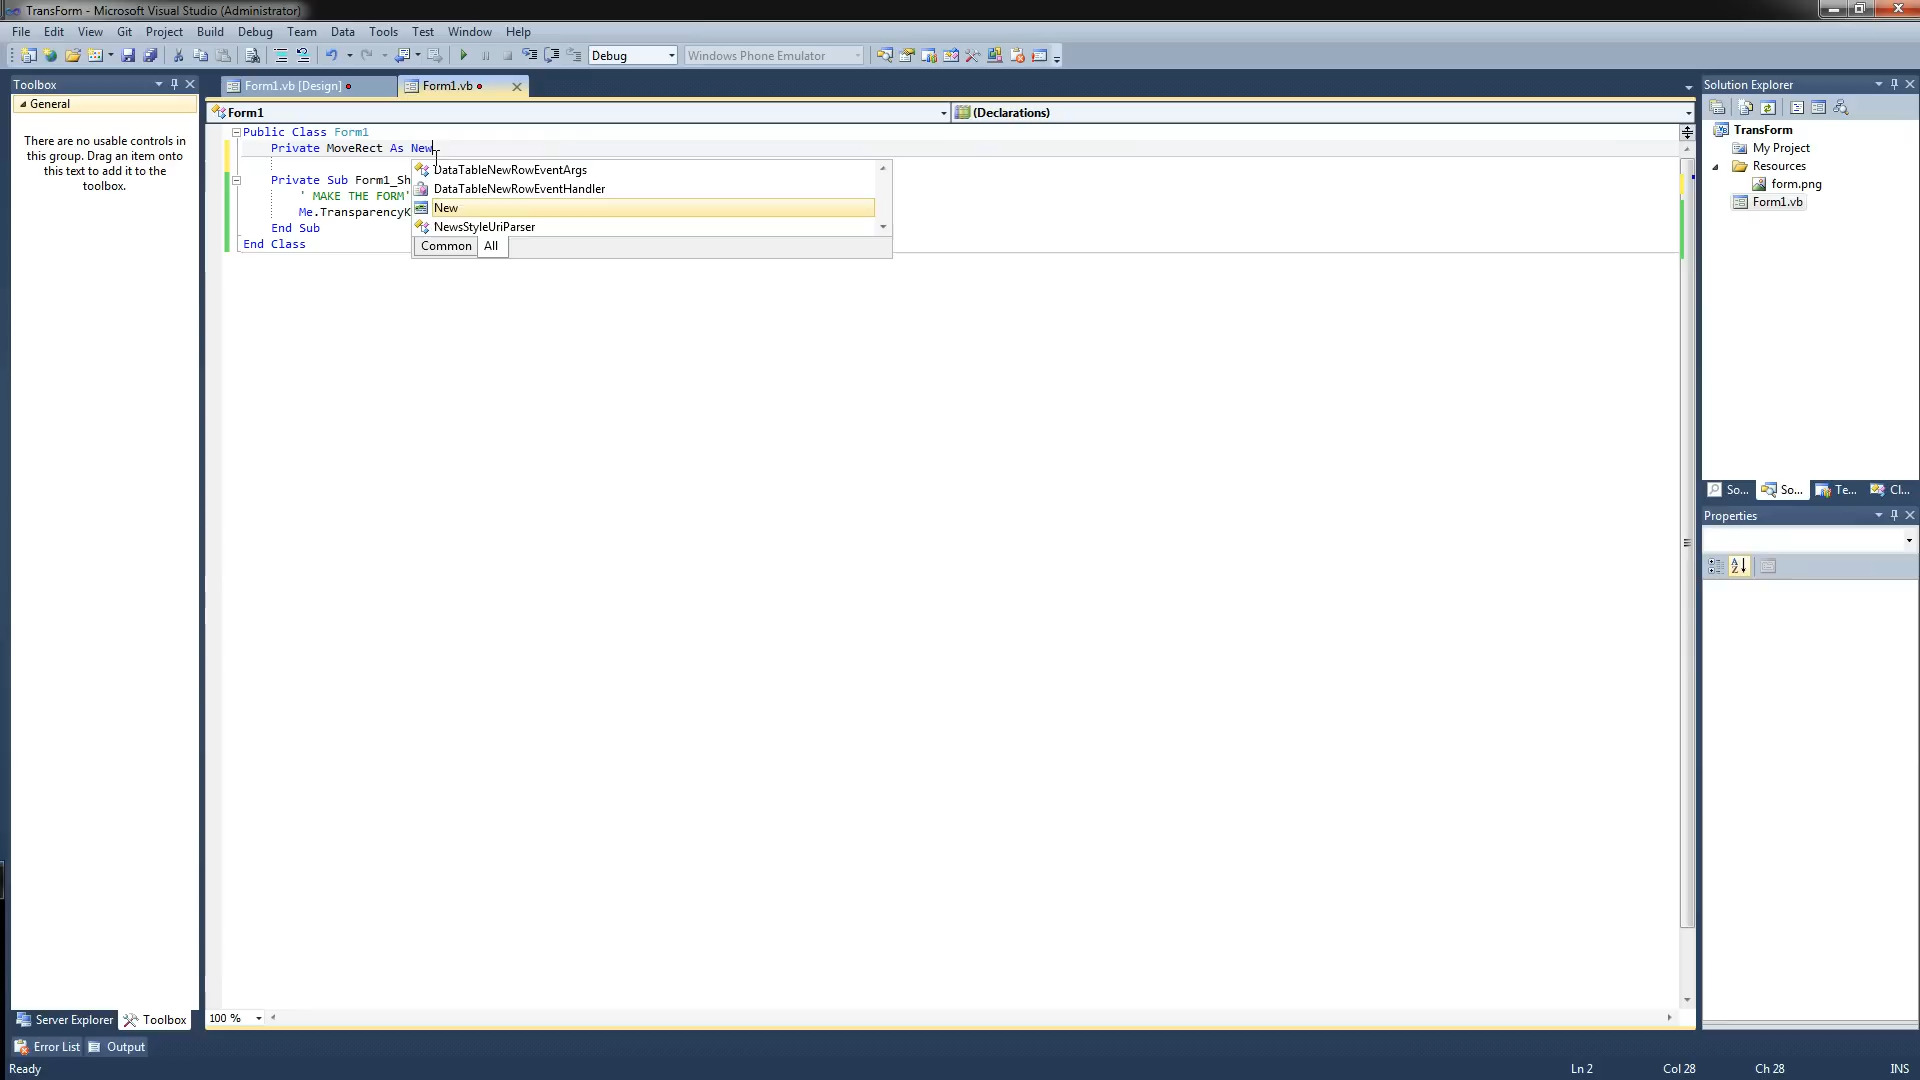 TransForm - Microsoft Visual Studio (Administrator)
File Edit View Git Project Build Debug Team Data Tools Test Window Help
Debug Windows Phone Emulator
Toolbox
Form1.vb [Design] Form1.vb
Solution Explorer
General
Form1 (Declarations)
There are no usable controls in
this group. Drag an item onto
this text to add it to the
toolbox.
Public Class Form1
Private MoveRect As New
Private Sub Form1_Sh
' MAKE THE FORM'
Me.TransparencyK
End Sub
End Class
DataTableNewRowEventArgs
DataTableNewRowEventHandler
New
NewsStyleUriParser
Common All
TransForm
My Project
Resources
form.png
Form1.vb
So... So... Te... Cl...
Properties
100 %
Server Explorer Toolbox
Error List Output
Ready Ln 2 Col 28 Ch 28 INS